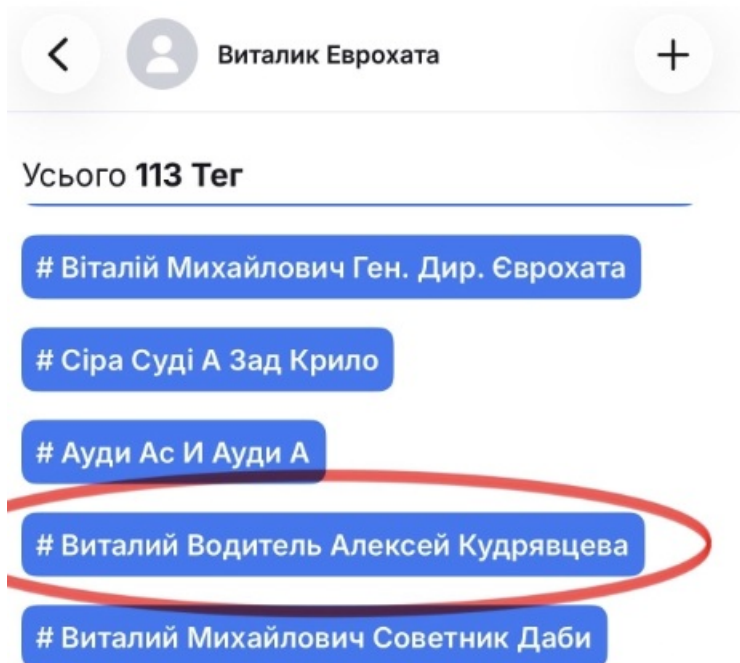 Виталик Еврохата
Усього 113 Тег
# Віталій Михайлович Ген. Дир. Єврохата
# Сіра Суді А Зад Крило
# Ауди Ас И Ауди А
# Виталий Водитель Алексей Кудрявцева
# Виталий Михайлович Советник Даби